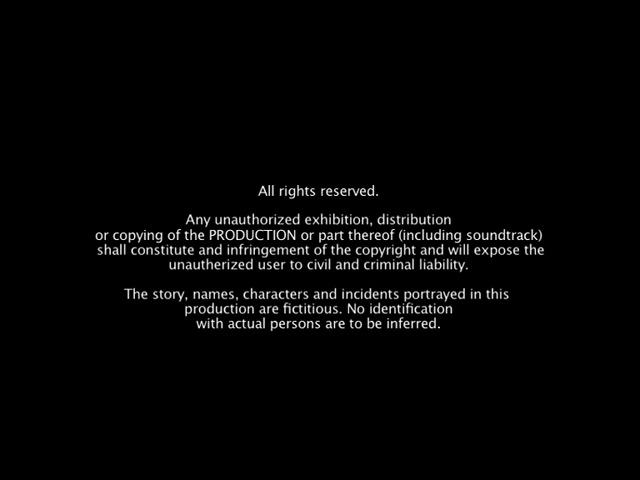 All rights reserved.
Any unauthorized exhibition, distribution
or copying of the PRODUCTION or part thereof (including soundtrack)
shall constitute and infringement of the copyright and will expose the
unautherized user to civil and criminal liability.
The story, names, characters and incidents portrayed in this
production are fictitious. No identification
with actual persons are to be inferred.